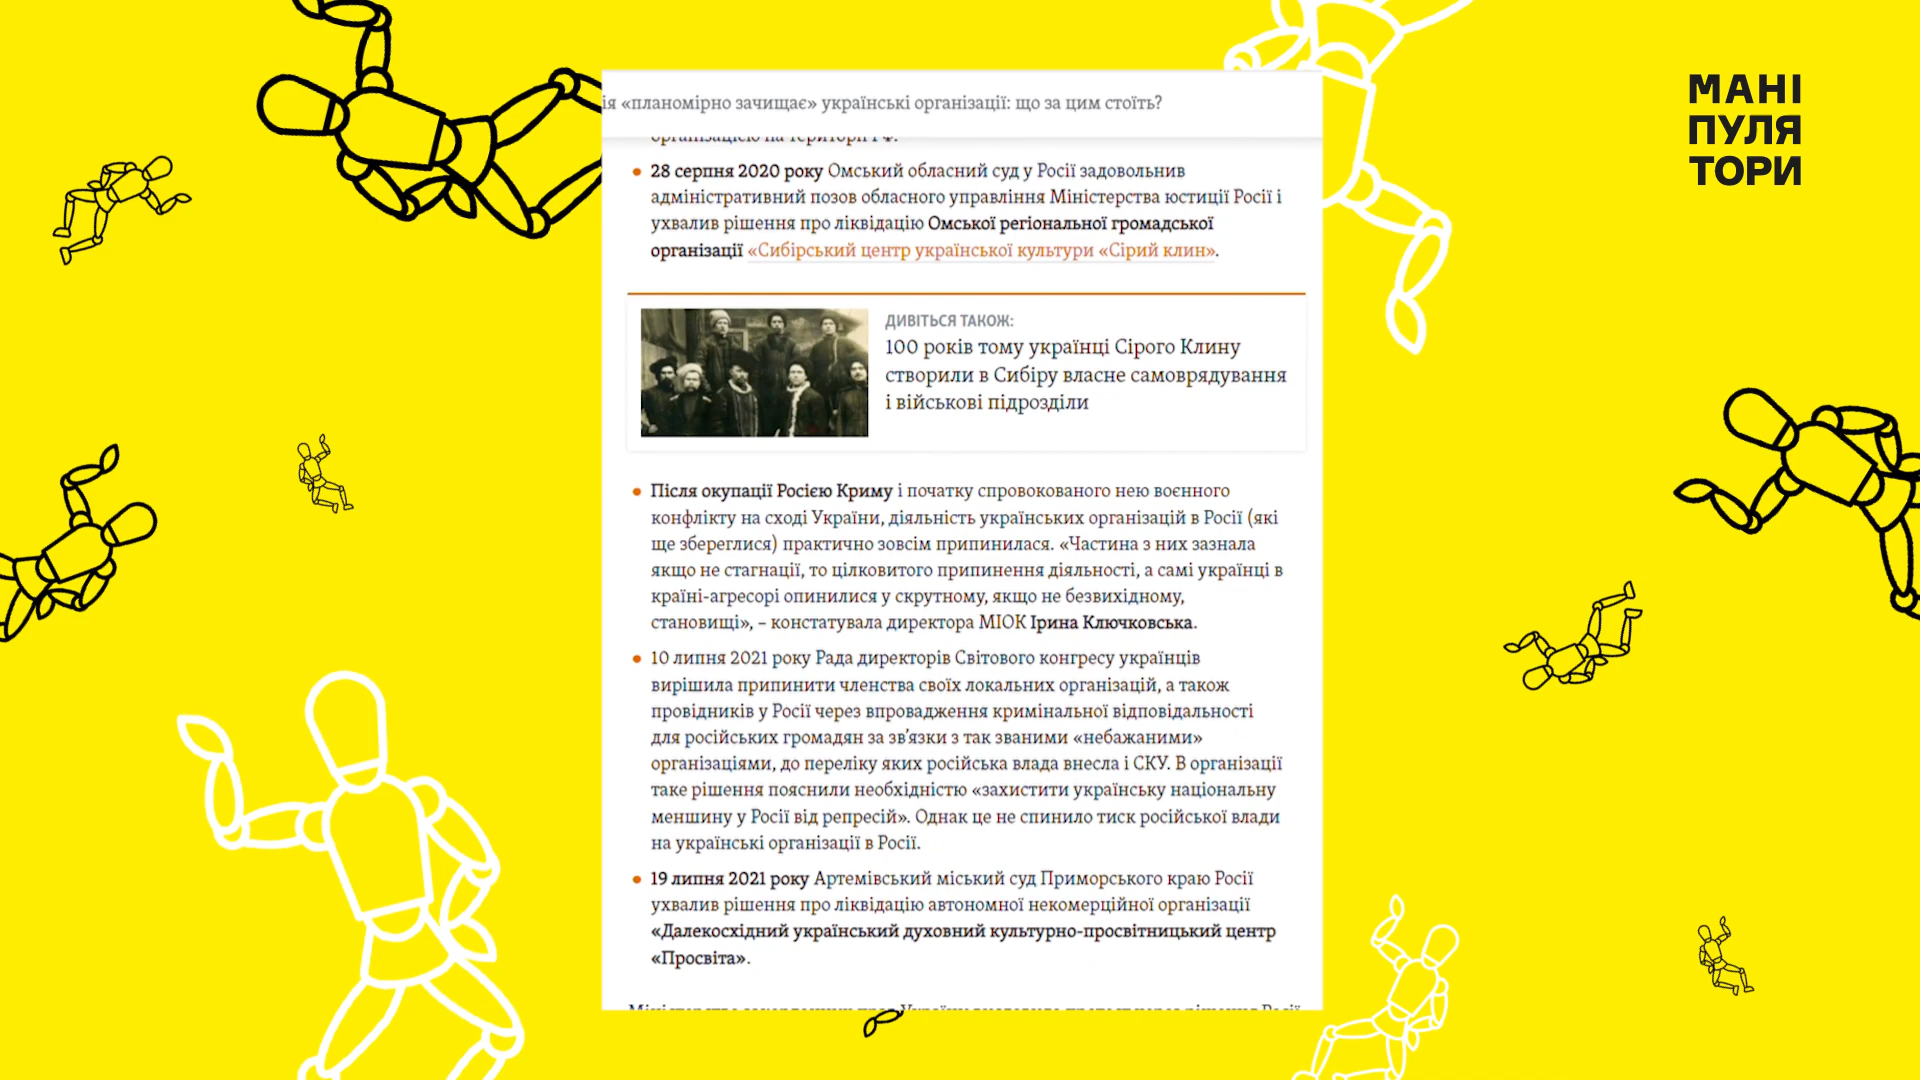 МАНІ
ПУЛЯ
ТОРИ
ія «планомірно зачищає» українські організації: що за цим стоїть?
організацією на території РФ.
28 серпня 2020 року Омський обласний суд у Росії задовольнив
адміністративний позов обласного управління Міністерства юстиції Росії і
ухвалив рішення про ліквідацію Омської регіональної громадської
організації «Сибірський центр української культури «Сірий клин».
ДИВІТЬСЯ ТАКОЖ:
100 років тому українці Сірого Клину
створили в Сибіру власне самоврядування
і військові підрозділи
Після окупації Росією Криму і початку спровокованого нею воєнного
конфлікту на сході України, діяльність українських організацій в Росії (які
ще збереглися) практично зовсім припинилася. «Частина з них зазнала
якщо не стагнації, то цілковитого припинення діяльності, а самі українці в
країні-агресорі опинилися у скрутному, якщо не безвихідному,
становищі», – констатувала директора МІОК Ірина Ключковська.
10 липня 2021 року Рада директорів Світового конгресу українців
вирішила припинити членства своїх локальних організацій, а також
провідників у Росії через впровадження кримінальної відповідальності
для російських громадян за зв’язки з так званими «небажаними»
організаціями, до переліку яких російська влада внесла і СКУ. В організації
таке рішення пояснили необхідністю «захистити українську національну
меншину у Росії від репресій». Однак це не спинило тиск російської влади
на українські організації в Росії.
19 липня 2021 року Артемівський міський суд Приморського краю Росії
ухвалив рішення про ліквідацію автономної некомерційної організації
«Далекосхідний український духовний культурно-просвітницький центр
«Просвіта».